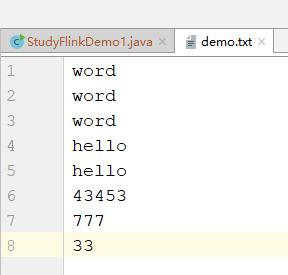 StudyFlinkDemo1.java demo.txt
1 word
2 word
3 word
4 hello
5 hello
6 43453
7 777
8 33